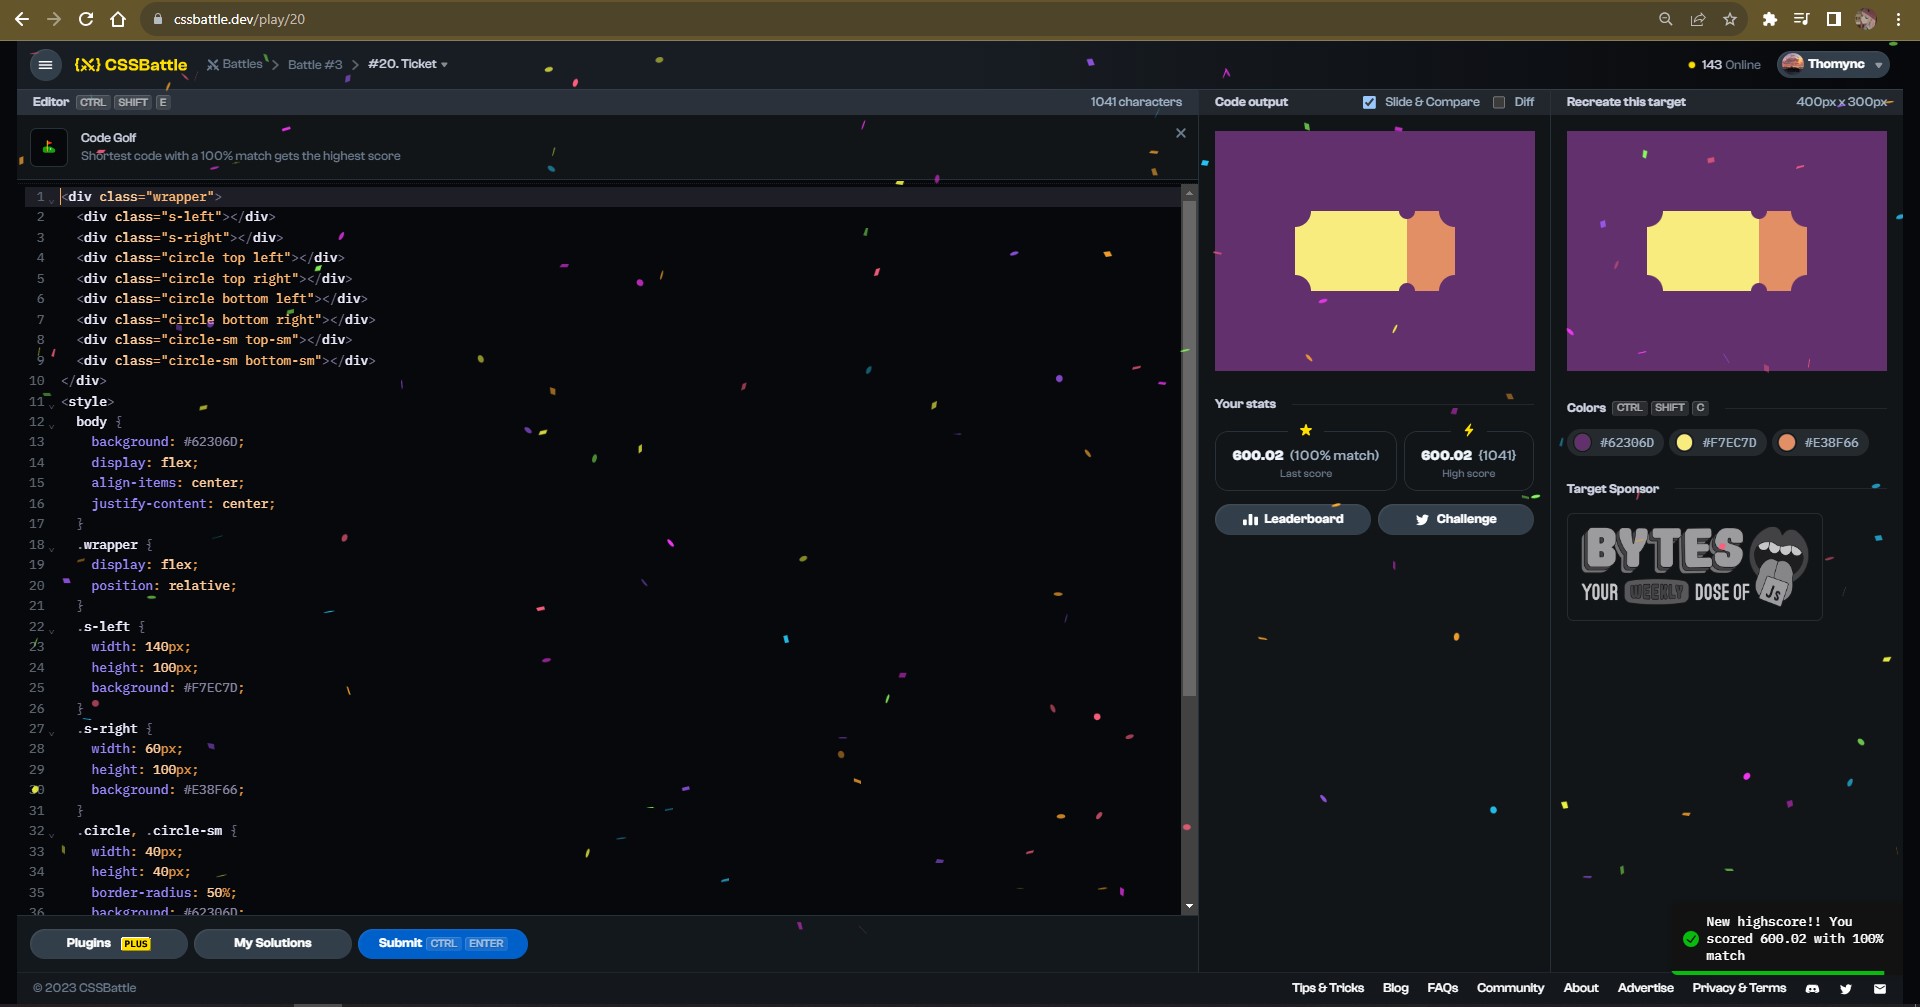 cssbattle.dev/play/20
CSSBattle
Battles
Battle #3
#20. Ticket
143 Online
Thomync
Editor CTRL SHIFT E
1041 characters
Code Golf
Shortest code with a 100% match gets the highest score
1 <div class="wrapper">
2 <div class="s-left"></div>
3 <div class="s-right"></div>
4 <div class="circle top left"></div>
5 <div class="circle top right"></div>
6 <div class="circle bottom left"></div>
7 <div class="circle bottom right"></div>
8 <div class="circle-sm top-sm"></div>
9 <div class="circle-sm bottom-sm"></div>
10 </div>
11 <style>
12 body {
13 background: #62306D;
14 display: flex;
15 align-items: center;
16 justify-content: center;
17 }
18 .wrapper {
19 display: flex;
20 position: relative;
21 }
22 .s-left {
23 width: 140px;
24 height: 100px;
25 background: #F7EC7D;
26 }
27 .s-right {
28 width: 60px;
29 height: 100px;
30 background: #E38F66;
31 }
32 .circle, .circle-sm {
33 width: 40px;
34 height: 40px;
35 border-radius: 50%;
36 background: #62306D;
Plugins PLUS
My Solutions
Submit CTRL ENTER
Code output
Slide & Compare
Diff
Your stats
600.02 (100% match)
Last score
600.02 {1041}
High score
Leaderboard
Challenge
Recreate this target
400px x 300px
Colors CTRL SHIFT C
#62306D
#F7EC7D
#E38F66
Target Sponsor
BYTES
YOUR WEEKLY DOSE OF
JS
New highscore!! You
scored 600.02 with 100%
match
© 2023 CSSBattle
Tips & Tricks
Blog
FAQs
Community
About
Advertise
Privacy & Terms